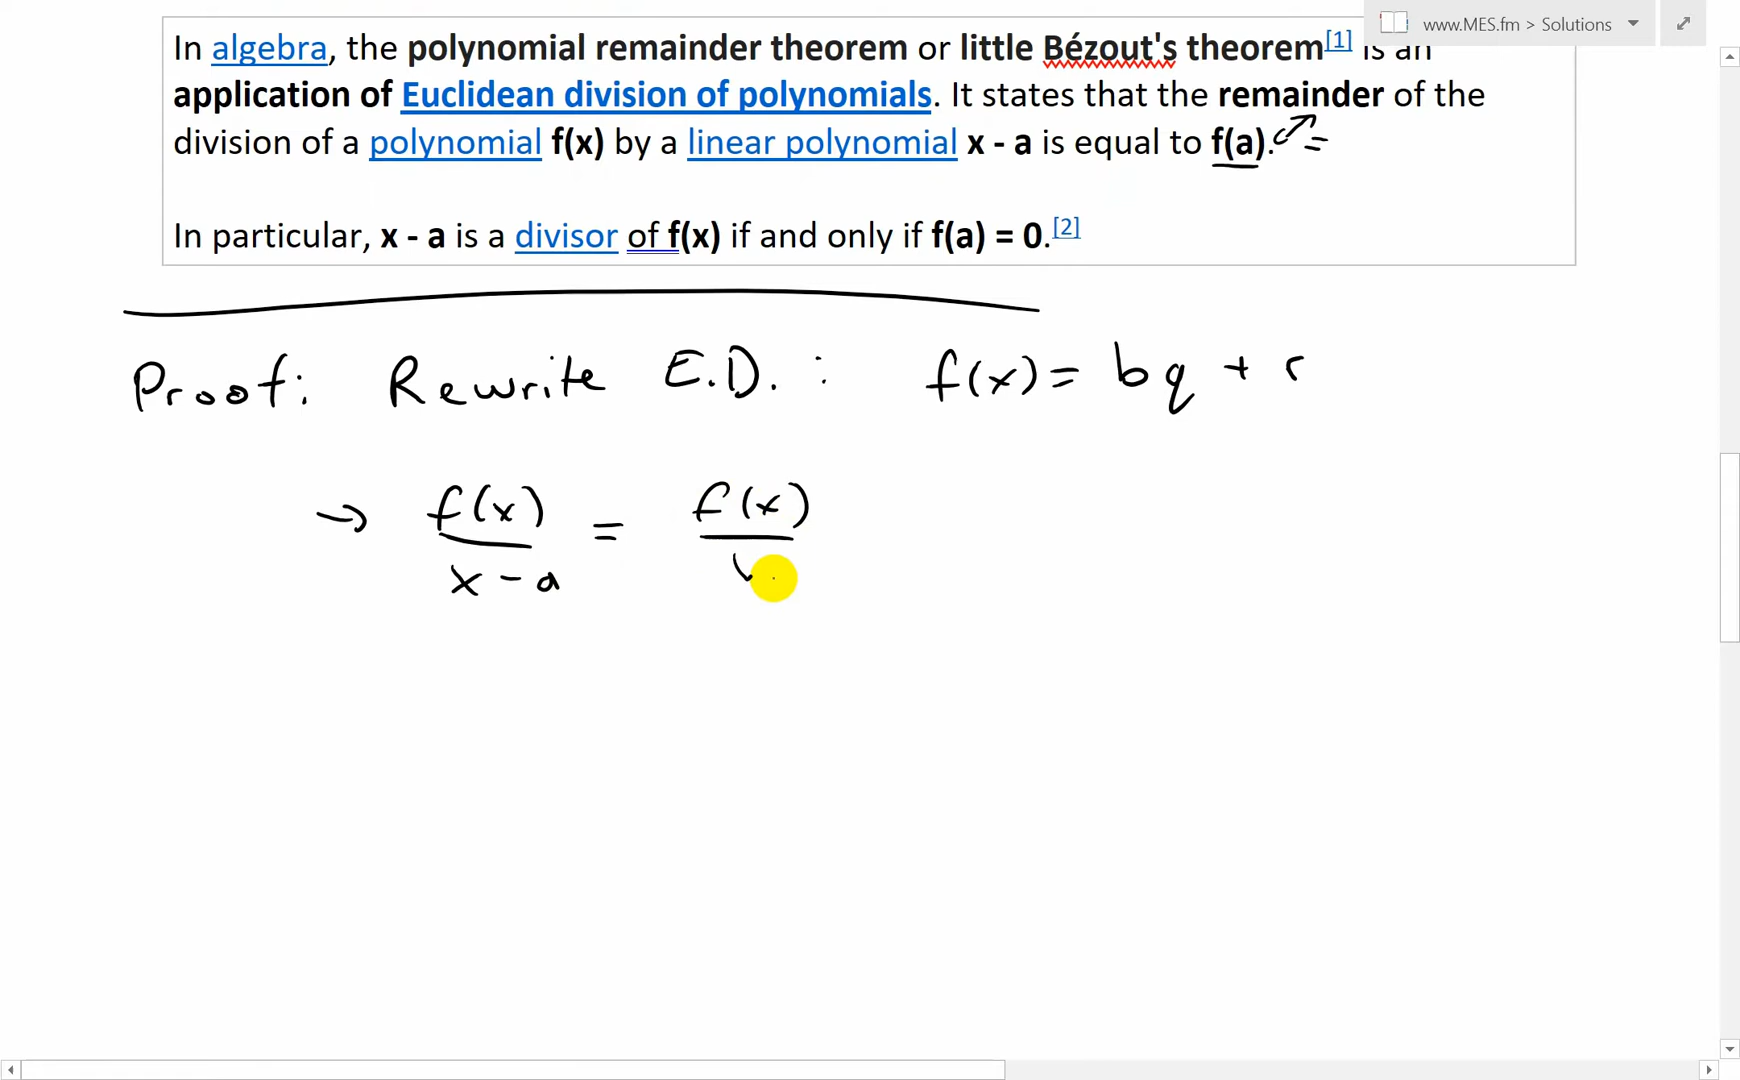 www.MES.fm > Solutions
In algebra, the polynomial remainder theorem or little Bézout's theorem[1] is an
application of Euclidean division of polynomials. It states that the remainder of the
division of a polynomial f(x) by a linear polynomial x - a is equal to f(a). =
In particular, x - a is a divisor of f(x) if and only if f(a) = 0.[2]
Proof: Rewrite E.D. : f(x) = bq + r
→ f(x) = f(x)
x - a